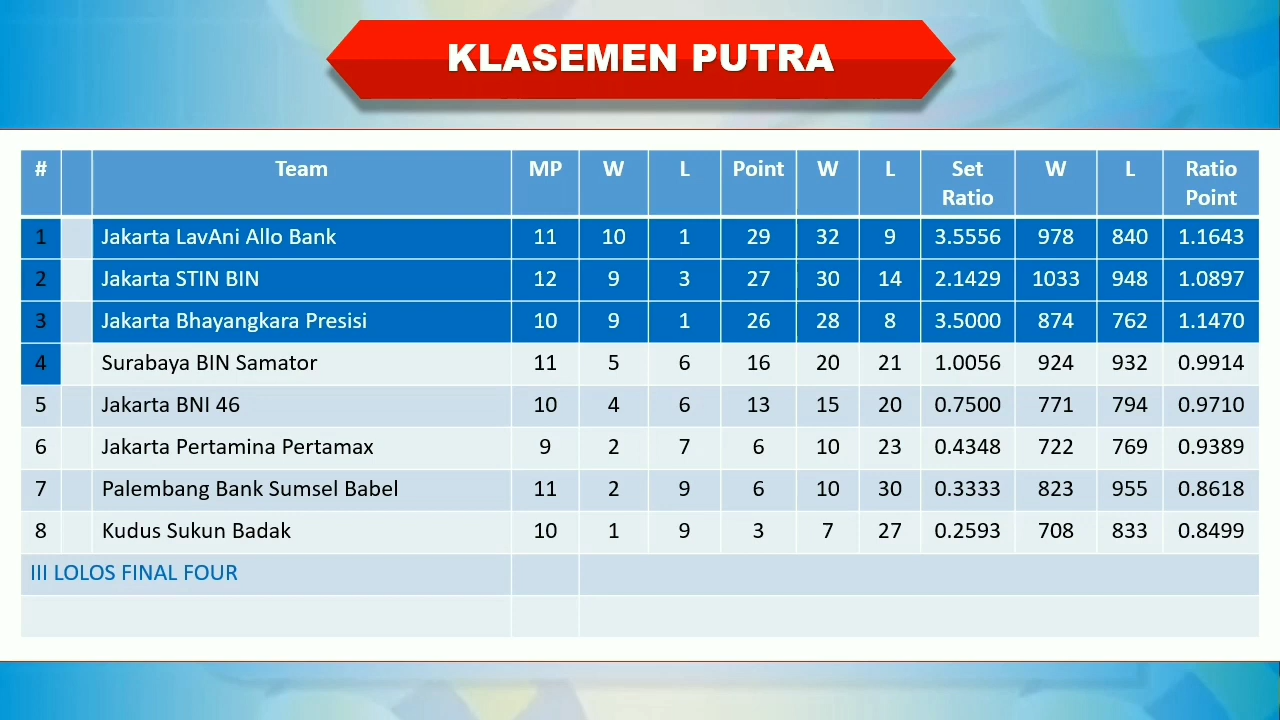 KLASEMEN PUTRA
# Team MP W L Point W L Set Ratio W L Ratio Point
1 Jakarta LavAni Allo Bank 11 10 1 29 32 9 3.5556 978 840 1.1643
2 Jakarta STIN BIN 12 9 3 27 30 14 2.1429 1033 948 1.0897
3 Jakarta Bhayangkara Presisi 10 9 1 26 28 8 3.5000 874 762 1.1470
4 Surabaya BIN Samator 11 5 6 16 20 21 1.0056 924 932 0.9914
5 Jakarta BNI 46 10 4 6 13 15 20 0.7500 771 794 0.9710
6 Jakarta Pertamina Pertamax 9 2 7 6 10 23 0.4348 722 769 0.9389
7 Palembang Bank Sumsel Babel 11 2 9 6 10 30 0.3333 823 955 0.8618
8 Kudus Sukun Badak 10 1 9 3 7 27 0.2593 708 833 0.8499
III LOLOS FINAL FOUR